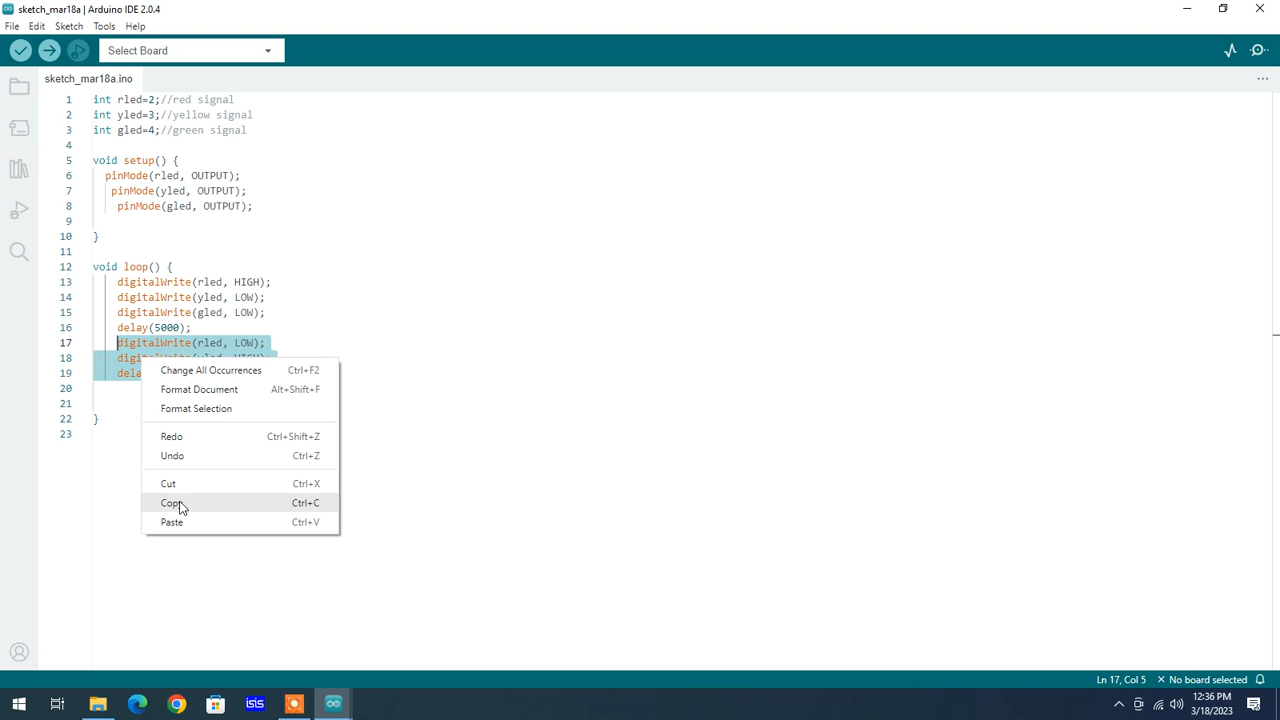 sketch_mar18a | Arduino IDE 2.0.4
File Edit Sketch Tools Help
Select Board
sketch_mar18a.ino
1 int rled=2;//red signal
2 int yled=3;//yellow signal
3 int gled=4;//green signal
4
5 void setup() {
6 pinMode(rled, OUTPUT);
7 pinMode(yled, OUTPUT);
8 pinMode(gled, OUTPUT);
9
10 }
11
12 void loop() {
13 digitalWrite(rled, HIGH);
14 digitalWrite(yled, LOW);
15 digitalWrite(gled, LOW);
16 delay(5000);
17 digitalWrite(rled, LOW);
18
19
20
21
22 }
23
Change All Occurrences Ctrl+F2
Format Document Alt+Shift+F
Format Selection
Redo Ctrl+Shift+Z
Undo Ctrl+Z
Cut Ctrl+X
Copy Ctrl+C
Paste Ctrl+V
Ln 17, Col 5 No board selected
isis
12:36 PM
3/18/2023